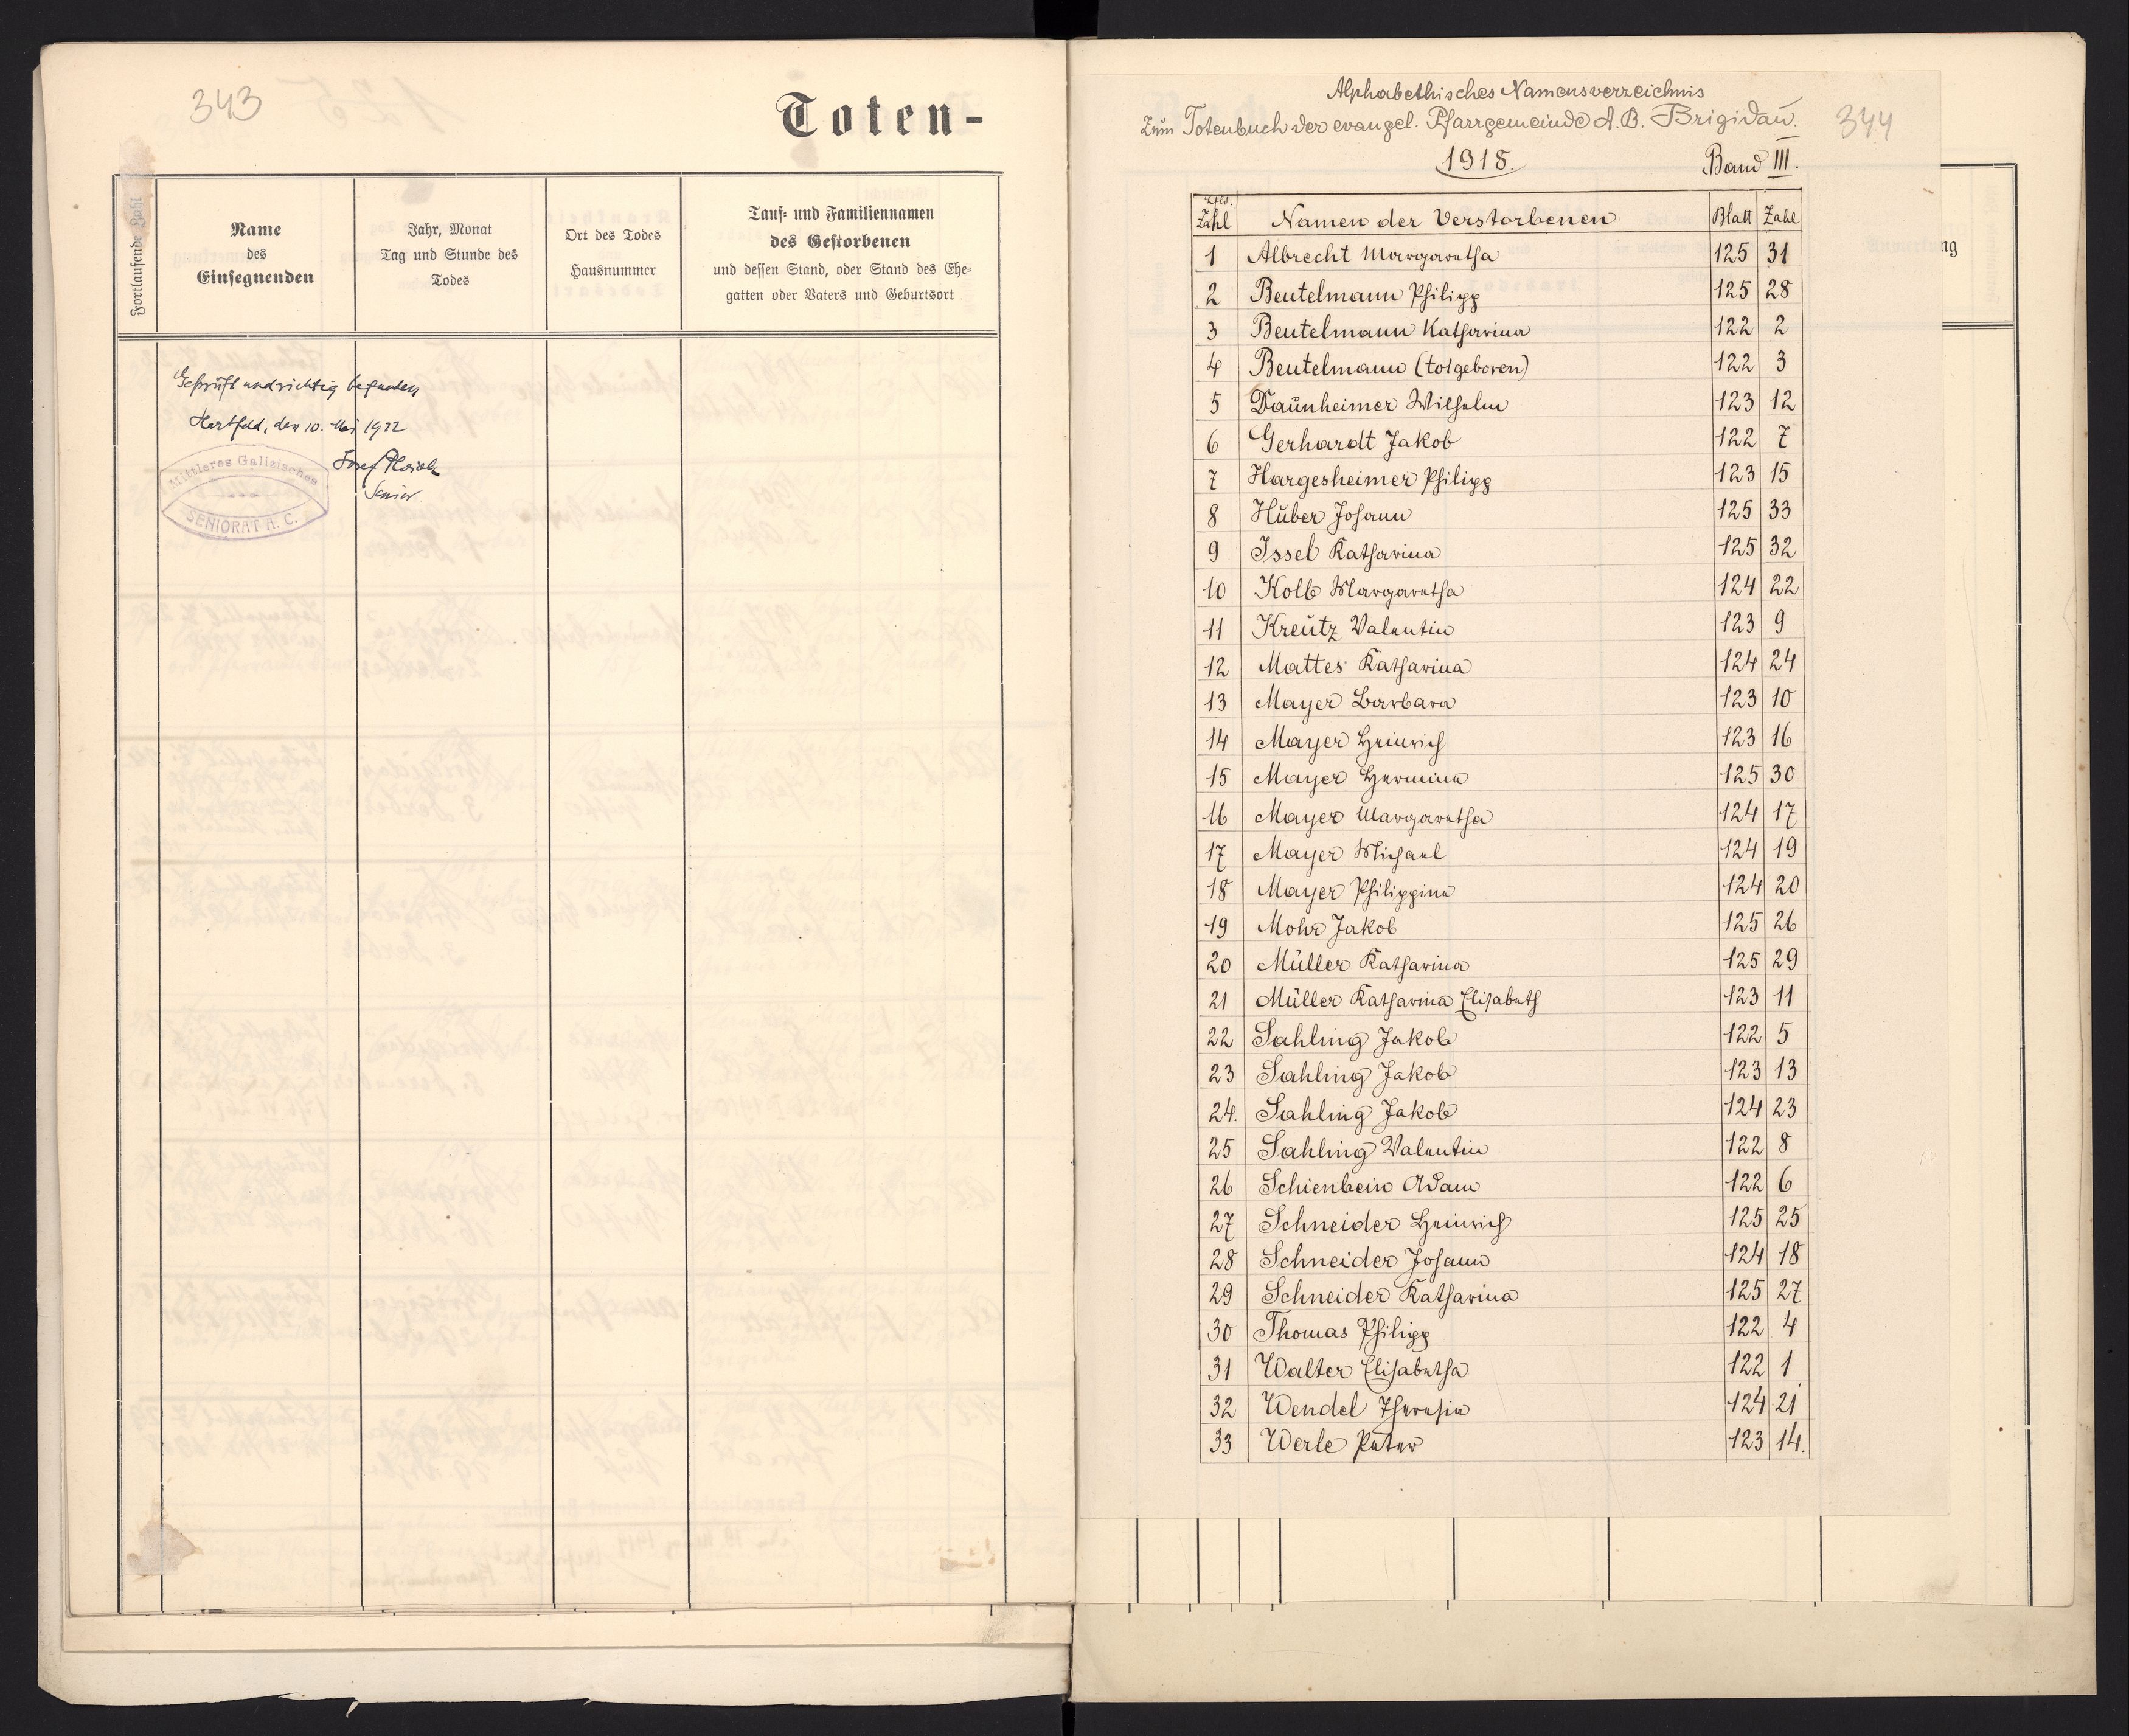 343
Toten-
Fortlaufende Zahl
Name
des
Einsegnenden
Jahr, Monat
Tag und Stunde des
Todes
Ort des Todes
Hausnummer
Tauf- und Familiennamen
des Gestorbenen
und dessen Stand, oder Stand des Ehe-
gatten oder Vaters und Geburtsort
Geprüft und richtig befunden
Hartfeld, den 10. Mai 1922
Josef
Senior
Mittleres Galizisches
SENIORAT A. C.
Alphabethisches Namensverzeichnis
Zum Totenbuch der evangel. Pfarrgemeinde A. B. Brigidau.
344
1918.
Band III.
Zahl Namen der Verstorbenen Blatt Zahl
1 Albrecht Margaretha 125 31
2 Beutelmann Philipp 125 28
3 Beutelmann Katharina 122 2
4 Beutelmann (totgeboren) 122 3
5 Daunheimer Wilhelm 123 12
6 Gerhardt Jakob 122 7
7 Hargesheimer Philipp 123 15
8 Huber Johann 125 33
9 Issel Katharina 125 32
10 Kolb Margaretha 124 22
11 Kreutz Valentin 123 9
12 Mattes Katharina 124 24
13 Mayer Barbara 123 10
14 Mayer Heinrich 123 16
15 Mayer Hermina 125 30
16 Mayer Margaretha 124 17
17 Mayer Michael 124 19
18 Mayer Philippina 124 20
19 Mohr Jakob 125 26
20 Müller Katharina 125 29
21 Müller Katharina Elisabeth 123 11
22 Sahling Jakob 122 5
23 Sahling Jakob 123 13
24. Sahling Jakob 124 23
25 Sahling Valentin 122 8
26 Schienbein Adam 122 6
27 Schneider Heinrich 125 25
28 Schneider Johann 124 18
29 Schneider Katharina 125 27
30 Thomas Philipp 122 4
31 Walter Elisabetha 122 1
32 Wendel Theresia 124 21
33 Werle Peter 123 14.